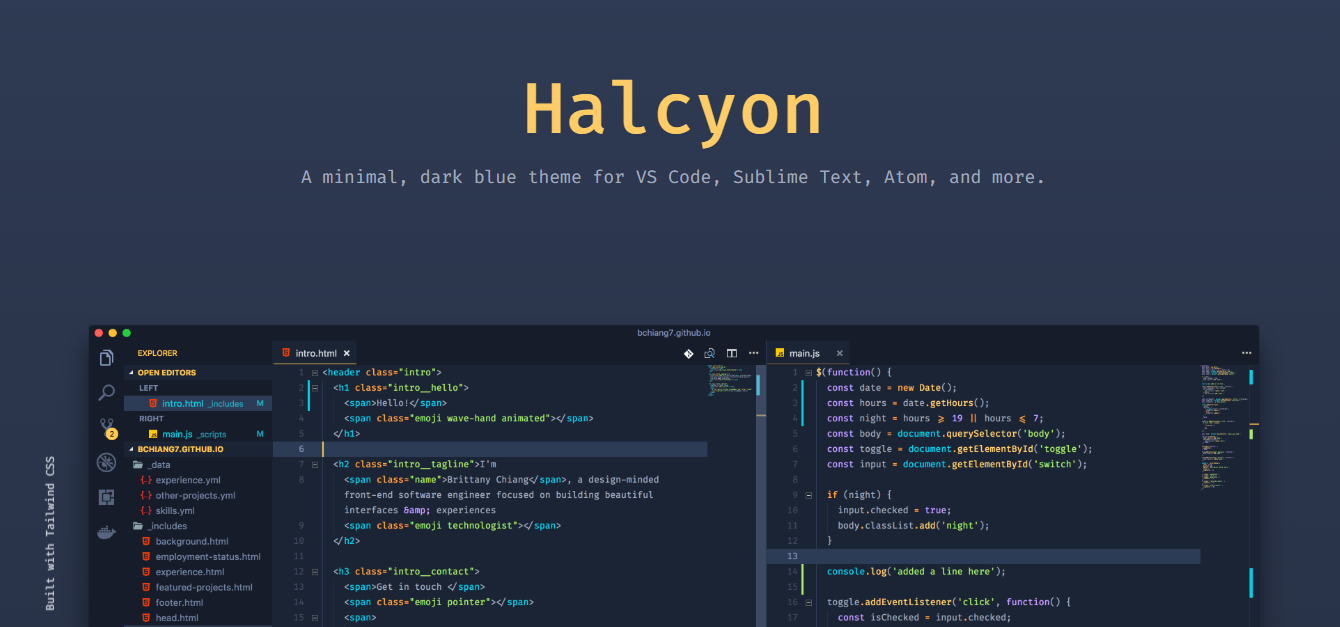 Halcyon
A minimal, dark blue theme for VS Code, Sublime Text, Atom, and more.
Built with Tailwind CSS
bchiang7.github.io
EXPLORER
OPEN EDITORS
LEFT
intro.html _includes M
RIGHT
main.js _scripts M
2
BCHIANG7.GITHUB.IO
_data
{..} experience.yml
{..} other-projects.yml
{..} skills.yml
_includes
background.html
employment-status.html
experience.html
featured-projects.html
footer.html
head.html
intro.html ×
1 <header class="intro">
2 <h1 class="intro__hello">
3 <span>Hello!</span>
4 <span class="emoji wave-hand animated"></span>
5 </h1>
6
7 <h2 class="intro__tagline">I'm
8 <span class="name">Brittany Chiang</span>, a design-minded
front-end software engineer focused on building beautiful
interfaces &amp; experiences
9 <span class="emoji technologist"></span>
10 </h2>
11
12 <h3 class="intro__contact">
13 <span>Get in touch </span>
14 <span class="emoji pointer"></span>
15 <span>
main.js ×
1 $(function() {
2 const date = new Date();
3 const hours = date.getHours();
4 const night = hours ⩾ 19 || hours ⩽ 7;
5 const body = document.querySelector('body');
6 const toggle = document.getElementById('toggle');
7 const input = document.getElementById('switch');
8
9 if (night) {
10 input.checked = true;
11 body.classList.add('night');
12 }
13
14 console.log('added a line here');
15
16 toggle.addEventListener('click', function() {
17 const isChecked = input.checked;